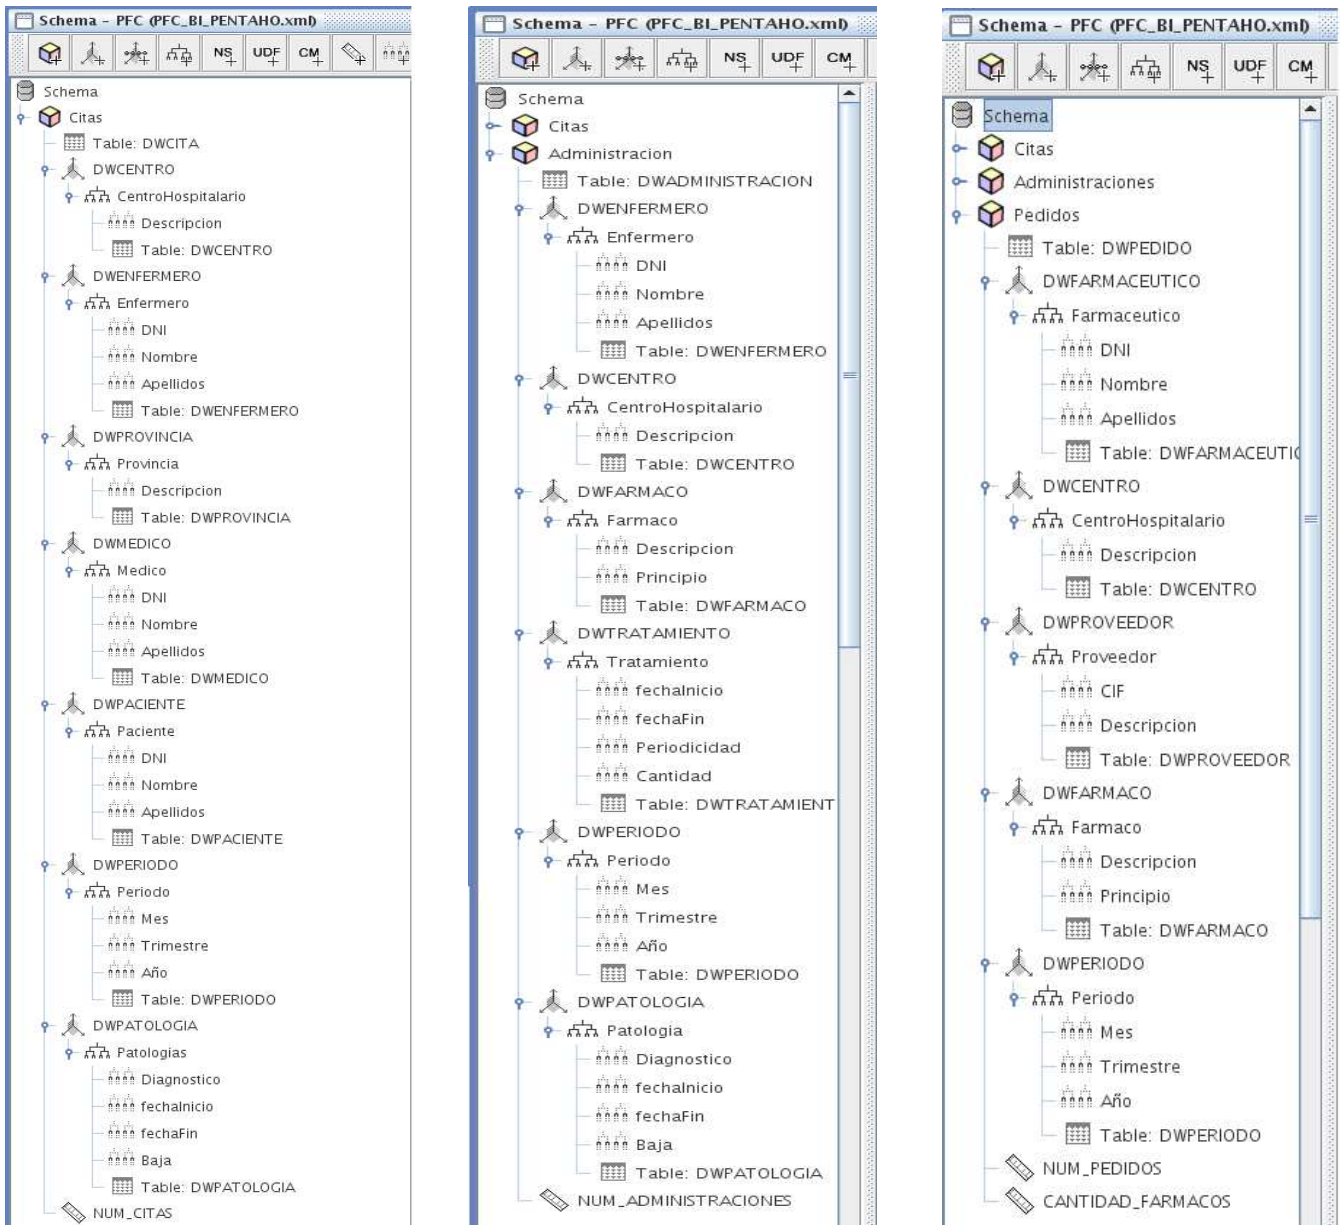 Schema - PFC (PFC_BI_PENTAHO.xml)
NS UDF CM
Schema
Citas
Table: DWCITA
DWCENTRO
CentroHospitalario
Descripcion
Table: DWCENTRO
DWENFERMERO
Enfermero
DNI
Nombre
Apellidos
Table: DWENFERMERO
DWPROVINCIA
Provincia
Descripcion
Table: DWPROVINCIA
DWMEDICO
Medico
DNI
Nombre
Apellidos
Table: DWMEDICO
DWPACIENTE
Paciente
DNI
Nombre
Apellidos
Table: DWPACIENTE
DWPERIODO
Periodo
Mes
Trimestre
Año
Table: DWPERIODO
DWPATOLOGIA
Patologias
Diagnostico
fechaInicio
fechaFin
Baja
Table: DWPATOLOGIA
NUM_CITAS
Schema - PFC (PFC_BI_PENTAHO.xml)
NS UDF CM
Schema
Citas
Administracion
Table: DWADMINISTRACION
DWENFERMERO
Enfermero
DNI
Nombre
Apellidos
Table: DWENFERMERO
DWCENTRO
CentroHospitalario
Descripcion
Table: DWCENTRO
DWFARMACO
Farmaco
Descripcion
Principio
Table: DWFARMACO
DWTRATAMIENTO
Tratamiento
fechaInicio
fechaFin
Periodicidad
Cantidad
Table: DWTRATAMIENT
DWPERIODO
Periodo
Mes
Trimestre
Año
Table: DWPERIODO
DWPATOLOGIA
Patologia
Diagnostico
fechaInicio
fechaFin
Baja
Table: DWPATOLOGIA
NUM_ADMINISTRACIONES
Schema - PFC (PFC_BI_PENTAHO.xml)
NS UDF CM
Schema
Citas
Administraciones
Pedidos
Table: DWPEDIDO
DWFARMACEUTICO
Farmaceutico
DNI
Nombre
Apellidos
Table: DWFARMACEUTIC
DWCENTRO
CentroHospitalario
Descripcion
Table: DWCENTRO
DWPROVEEDOR
Proveedor
CIF
Descripcion
Table: DWPROVEEDOR
DWFARMACO
Farmaco
Descripcion
Principio
Table: DWFARMACO
DWPERIODO
Periodo
Mes
Trimestre
Año
Table: DWPERIODO
NUM_PEDIDOS
CANTIDAD_FARMACOS